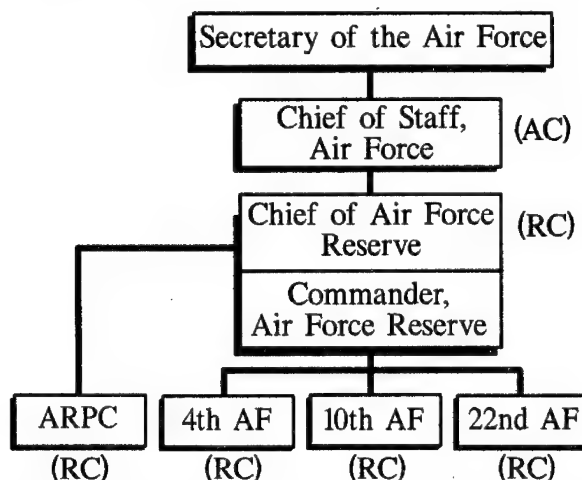 Secretary of the Air Force
Chief of Staff,
Air Force
(AC)
Chief of Air Force
Reserve
(RC)
Commander,
Air Force Reserve
ARPC
4th AF
10th AF
22nd AF
(RC)
(RC)
(RC)
(RC)